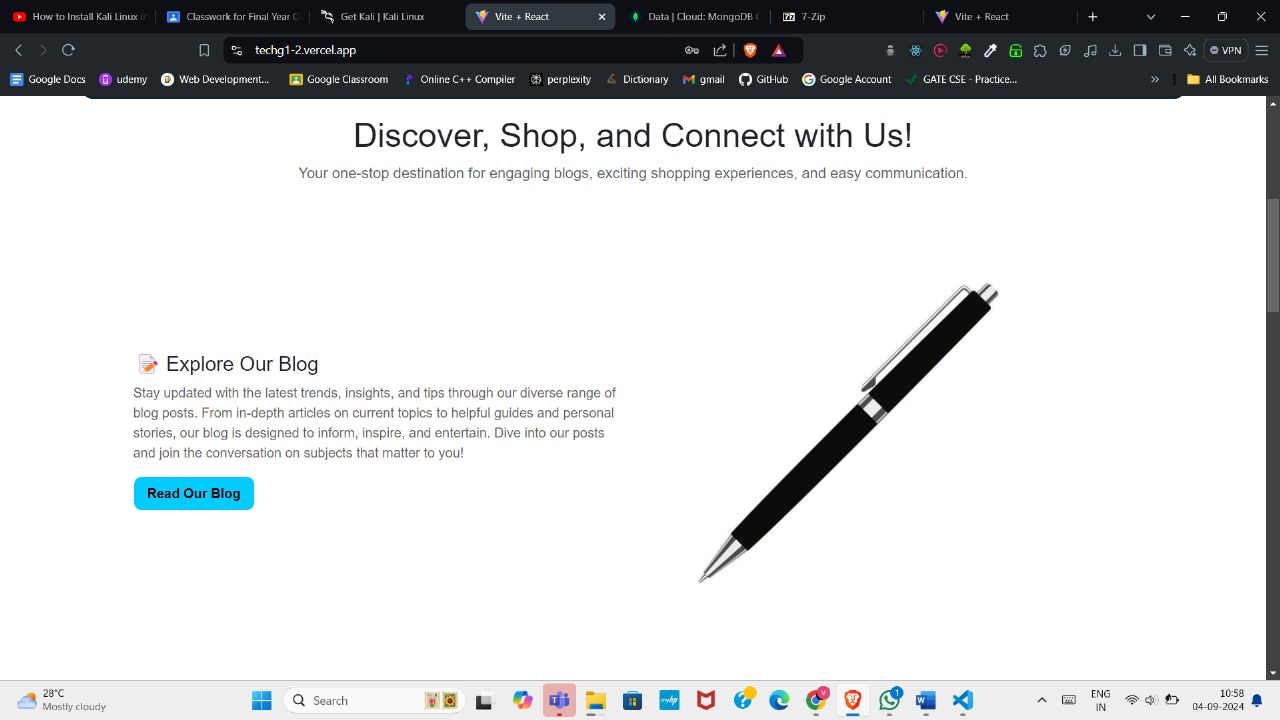 How to Install Kali Linux i
Classwork for Final Year C
Get Kali | Kali Linux
Vite + React
Data | Cloud: MongoDB C
7-Zip
Vite + React
techg1-2.vercel.app
VPN
Google Docs
udemy
Web Development...
Google Classroom
Online C++ Compiler
perplexity
Dictionary
gmail
GitHub
Google Account
GATE CSE - Practice...
All Bookmarks
Discover, Shop, and Connect with Us!
Your one-stop destination for engaging blogs, exciting shopping experiences, and easy communication.
Explore Our Blog
Stay updated with the latest trends, insights, and tips through our diverse range of
blog posts. From in-depth articles on current topics to helpful guides and personal
stories, our blog is designed to inform, inspire, and entertain. Dive into our posts
and join the conversation on subjects that matter to you!
Read Our Blog
28°C
Mostly cloudy
Search
ENG
IN
10:58
04-09-2024